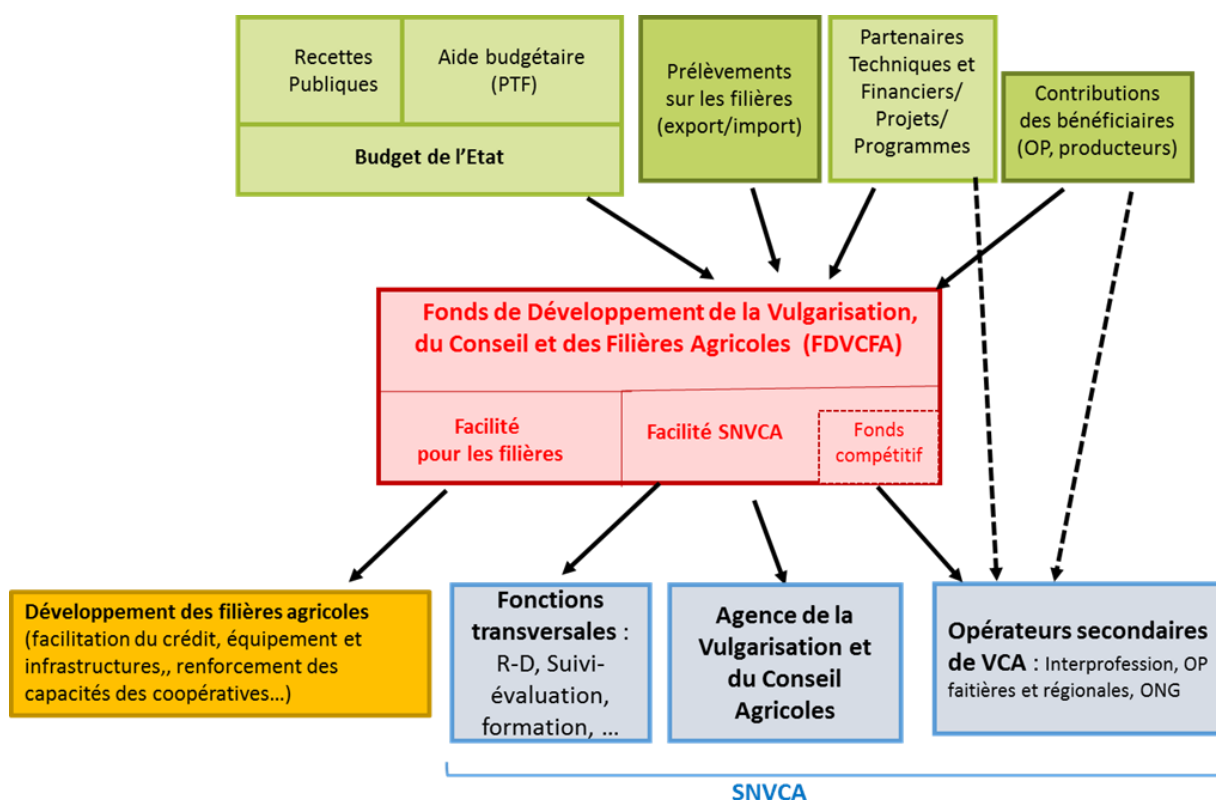 Recettes
Publiques
Aide budgétaire
(PTF)
Budget de l’Etat
Prélèvements
sur les filières
(export/import)
Partenaires
Techniques et
Financiers/
Projets/
Programmes
Contributions
des bénéficiaires
(OP, producteurs)
Fonds de Développement de la Vulgarisation,
du Conseil et des Filières Agricoles (FDVCFA)
Facilité
pour les filières
Facilité SNVCA
Fonds
compétitif
Développement des filières agricoles
(facilitation du crédit, équipement et
infrastructures,, renforcement des
capacités des coopératives…)
Fonctions
transversales :
R-D, Suivi-
évaluation,
formation, …
Agence de la
Vulgarisation et
du Conseil
Agricoles
Opérateurs secondaires
de VCA : Interprofession, OP
faitières et régionales, ONG
SNVCA